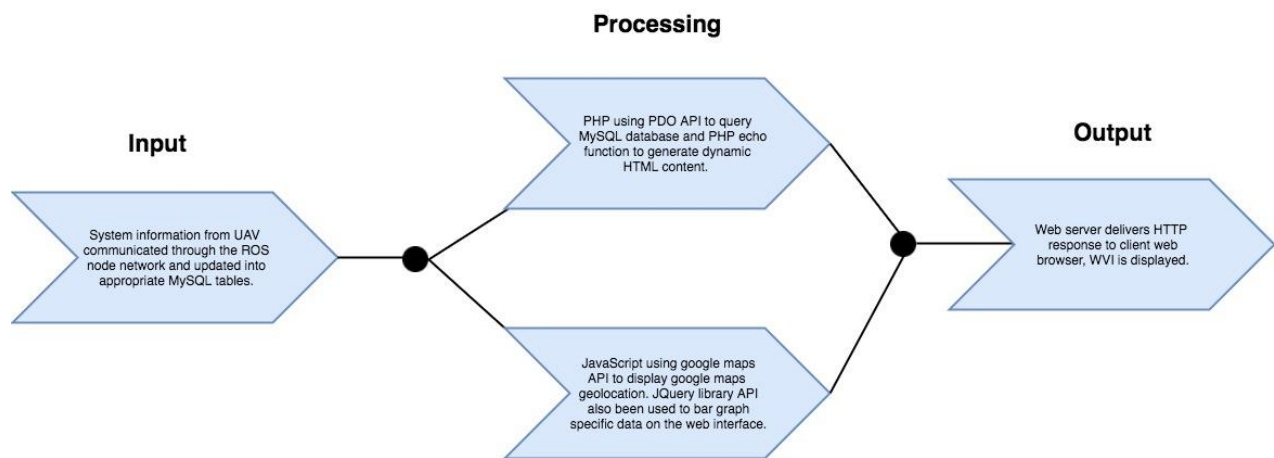 Processing
Input
Output
PHP using PDO API to query
MySQL database and PHP echo
function to generate dynamic
HTML content.
System information from UAV
communicated through the ROS
node network and updated into
appropriate MySQL tables.
Web server delivers HTTP
response to client web
browser, WVI is displayed.
JavaScript using google maps
API to display google maps
geolocation. JQuery library API
also been used to bar graph
specific data on the web interface.